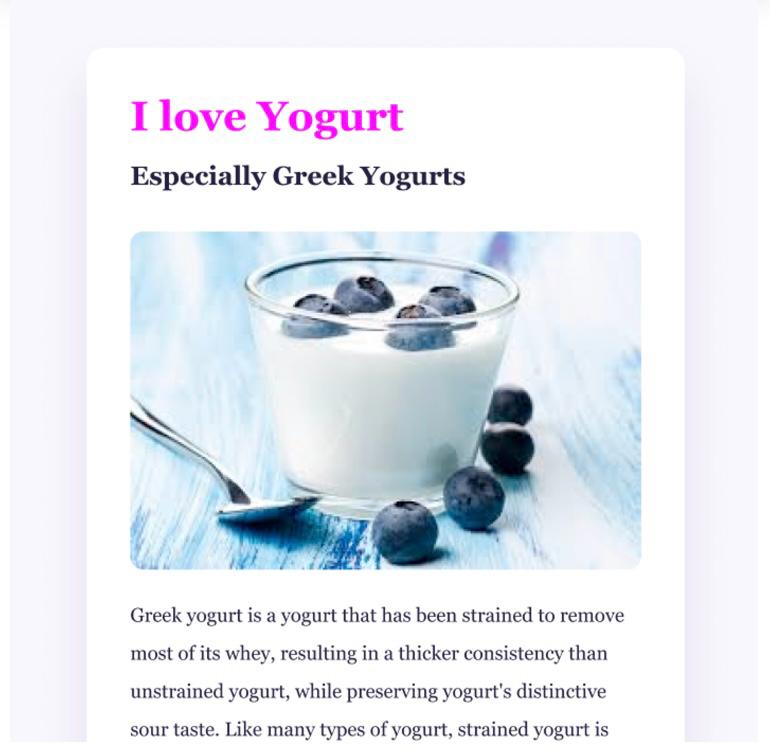 I love Yogurt
Especially Greek Yogurts
Greek yogurt is a yogurt that has been strained to remove
most of its whey, resulting in a thicker consistency than
unstrained yogurt, while preserving yogurt's distinctive
sour taste. Like many types of yogurt, strained yogurt is